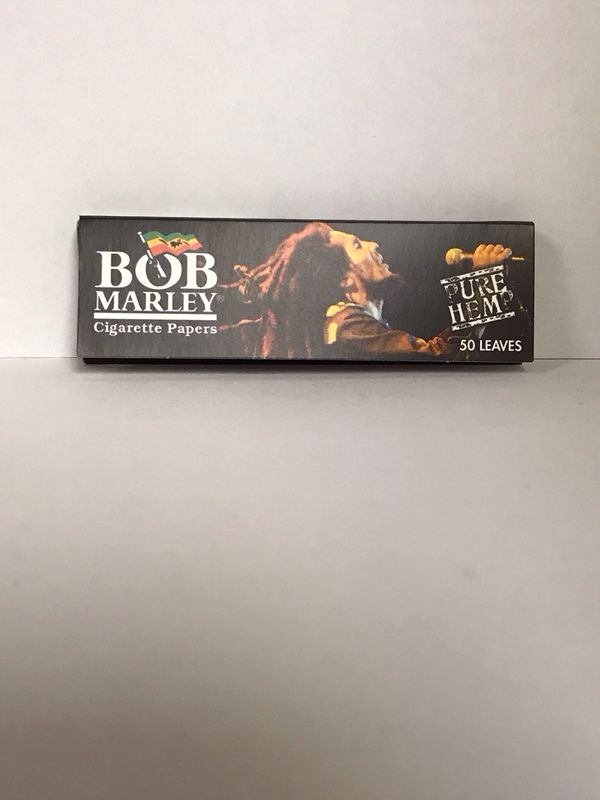 BOB
MARLEY®
Cigarette Papers
PURE
HEMP
50 LEAVES